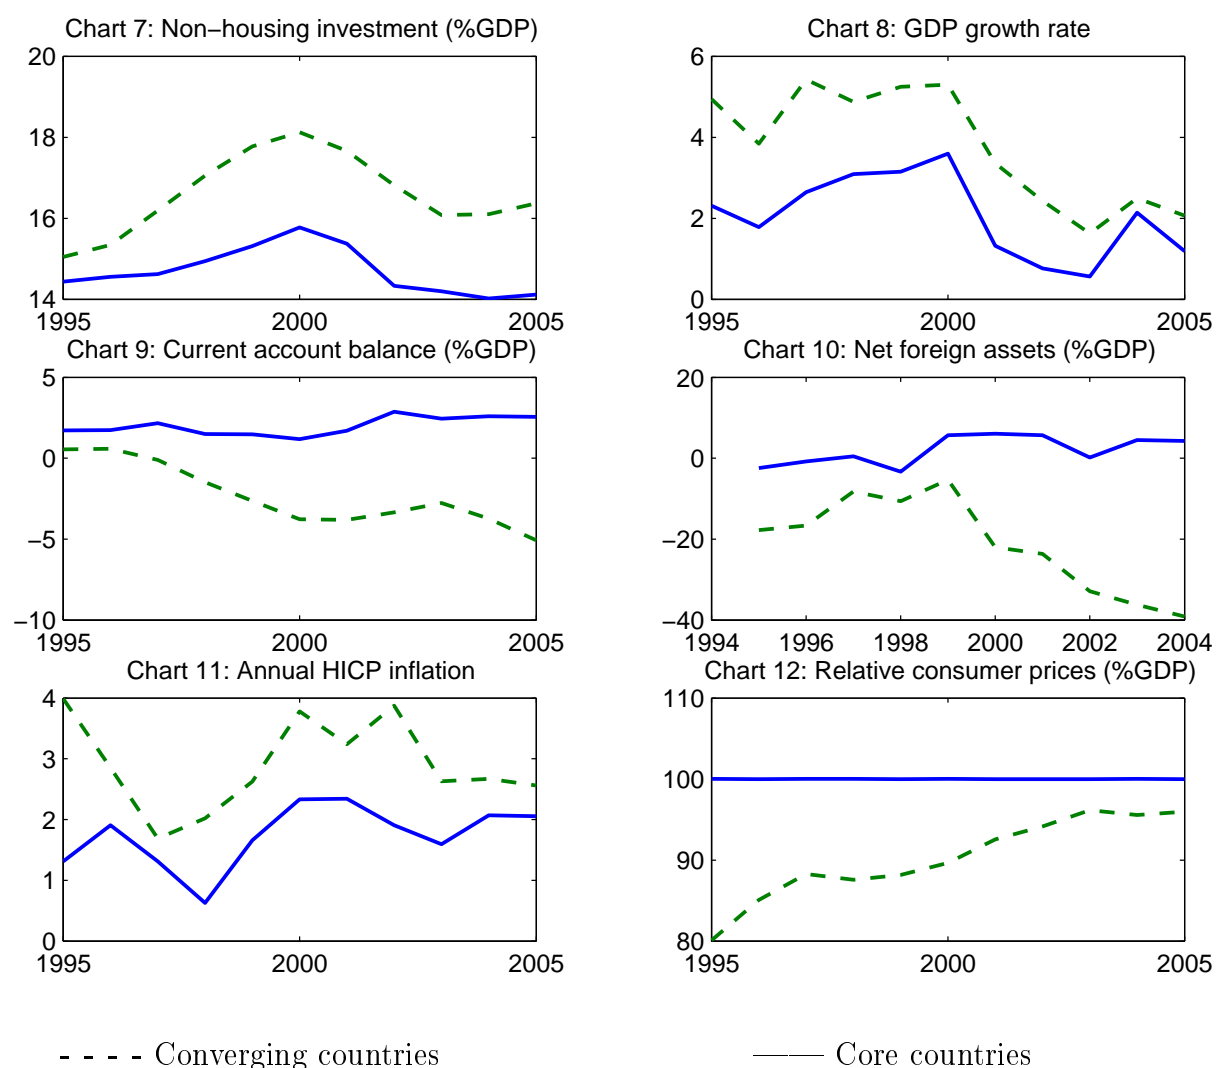 Chart 7: Non−housing investment (%GDP)
20
18
16
14
1995 2000 2005
Chart 8: GDP growth rate
6
4
2
0
1995 2000 2005
Chart 9: Current account balance (%GDP)
5
0
−5
−10
1995 2000 2005
Chart 10: Net foreign assets (%GDP)
20
0
−20
−40
1994 1996 1998 2000 2002 2004
Chart 11: Annual HICP inflation
4
3
2
1
0
1995 2000 2005
Chart 12: Relative consumer prices (%GDP)
110
100
90
80
1995 2000 2005
Converging countries
Core countries